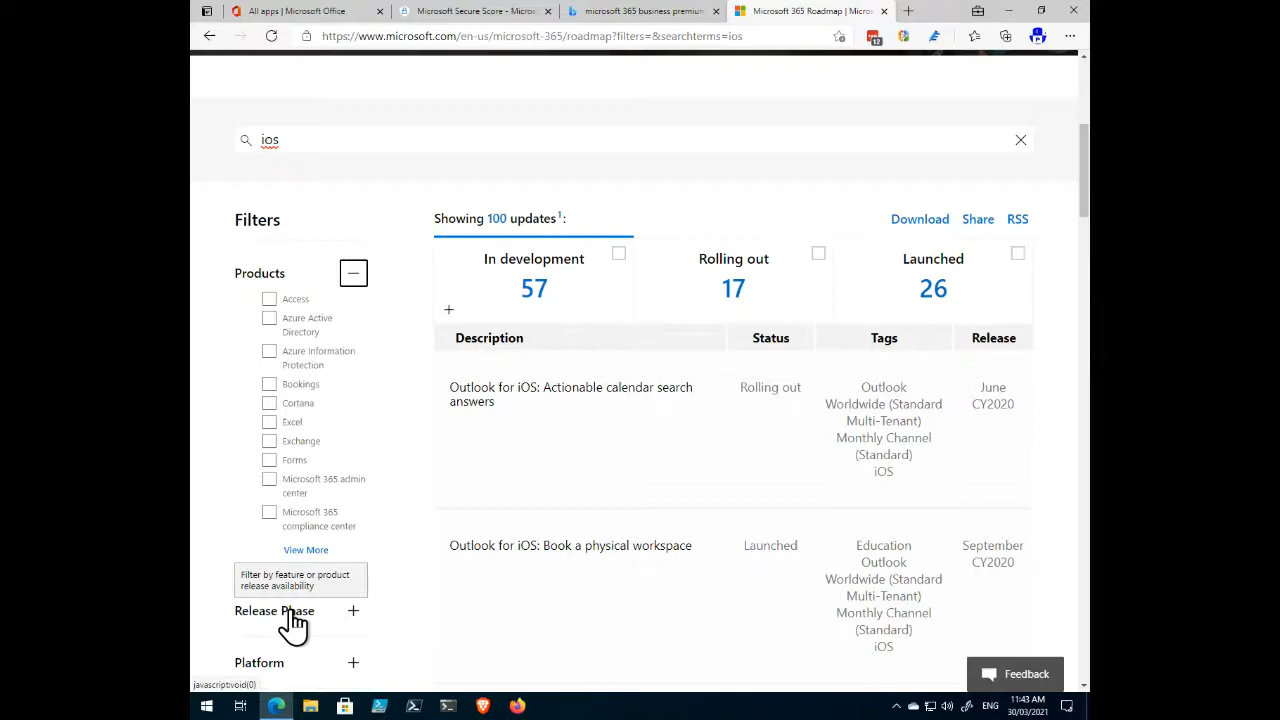 All apps | Microsoft Office
Microsoft Secure Score - Micros
microsoft 365 business premium
Microsoft 365 Roadmap | Micros
https://www.microsoft.com/en-us/microsoft-365/roadmap?filters=&searchterms=ios
12
ios
Filters
Showing 100 updates1:
Download
Share
RSS
Products
In development
57
Rolling out
17
Launched
26
Access
Azure Active
Directory
Azure Information
Protection
Bookings
Cortana
Excel
Exchange
Forms
Microsoft 365 admin
center
Microsoft 365
compliance center
View More
Filter by feature or product
release availability
Release Phase
Platform
Description
Status
Tags
Release
Outlook for iOS: Actionable calendar search
answers
Rolling out
Outlook
Worldwide (Standard
Multi-Tenant)
Monthly Channel
(Standard)
iOS
June
CY2020
Outlook for iOS: Book a physical workspace
Launched
Education
Outlook
Worldwide (Standard
Multi-Tenant)
Monthly Channel
(Standard)
iOS
September
CY2020
Feedback
javascript:void(0)
ENG
11:43 AM
30/03/2021